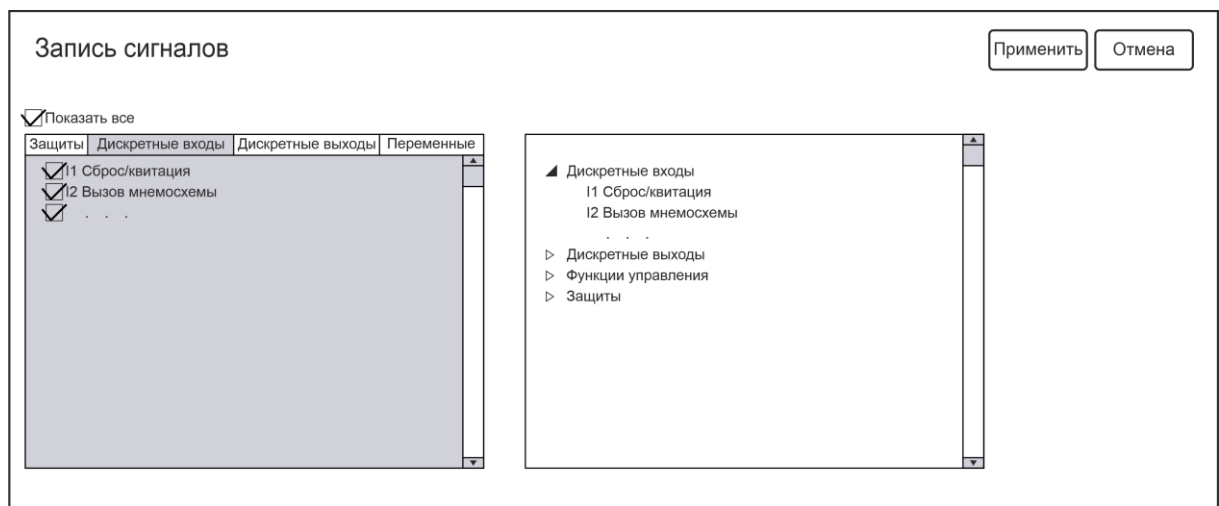 Запись сигналов
Применить
Отмена
Показать все
Защиты Дискретные входы Дискретные выходы Переменные
I1 Сброс/квитация
I2 Вызов мнемосхемы
. . .
Дискретные входы
I1 Сброс/квитация
I2 Вызов мнемосхемы
. . .
Дискретные выходы
Функции управления
Защиты